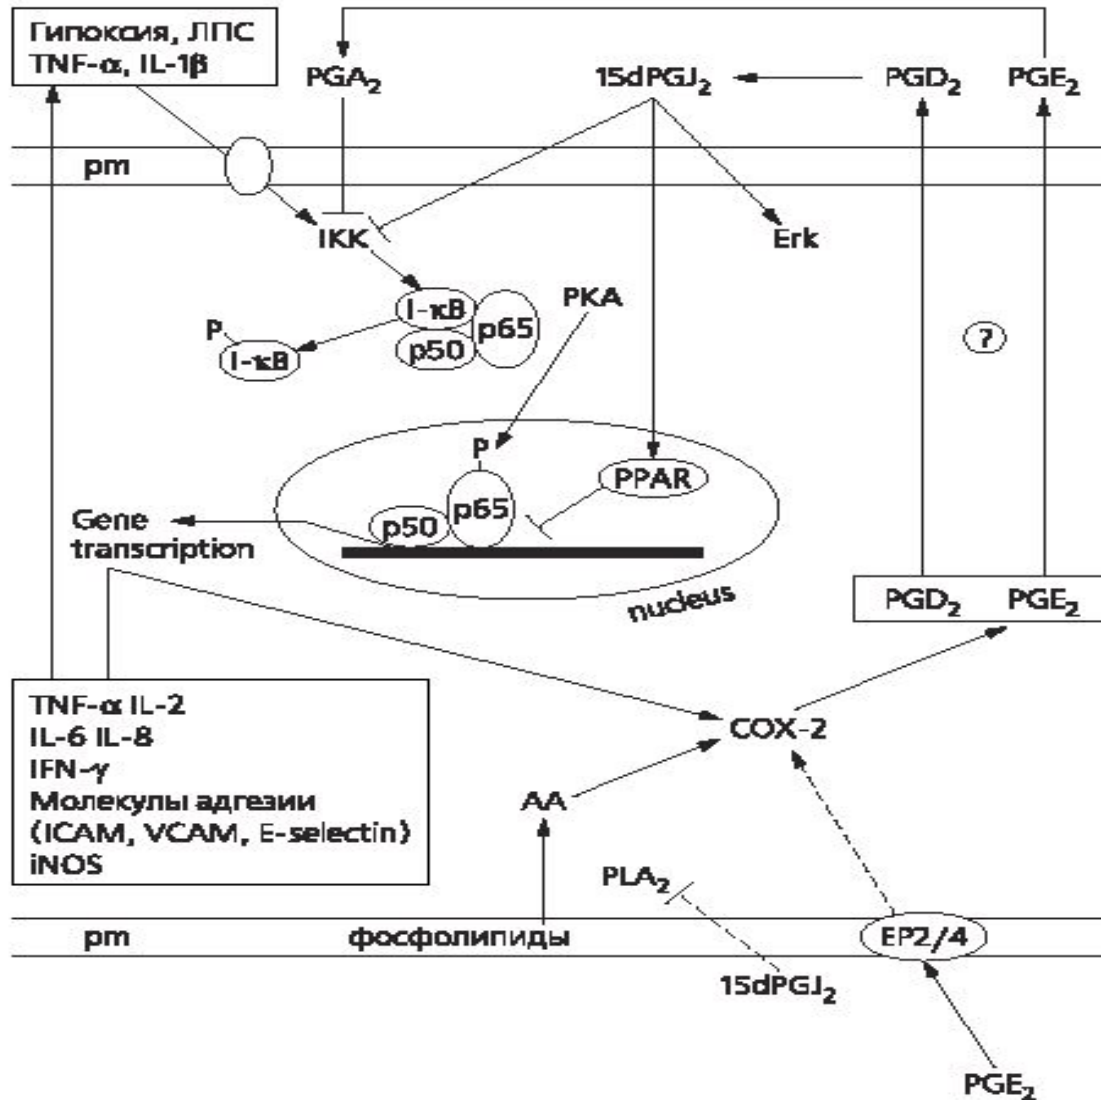 Гипоксия, ЛПС
TNF-α, IL-1β
PGA₂
15dPGJ₂
PGD₂
PGE₂
pm
IKK
Erk
I-κB
p65
p50
PKA
P
I-κB
?
P
PPAR
p65
p50
Gene
transcription
nucleus
PGD₂ PGE₂
TNF-α IL-2
IL-6 IL-8
IFN-γ
Молекулы адгезии
(ICAM, VCAM, E-selectin)
iNOS
COX-2
AA
PLA₂
pm
фосфолипиды
EP2/4
15dPGJ₂
PGE₂